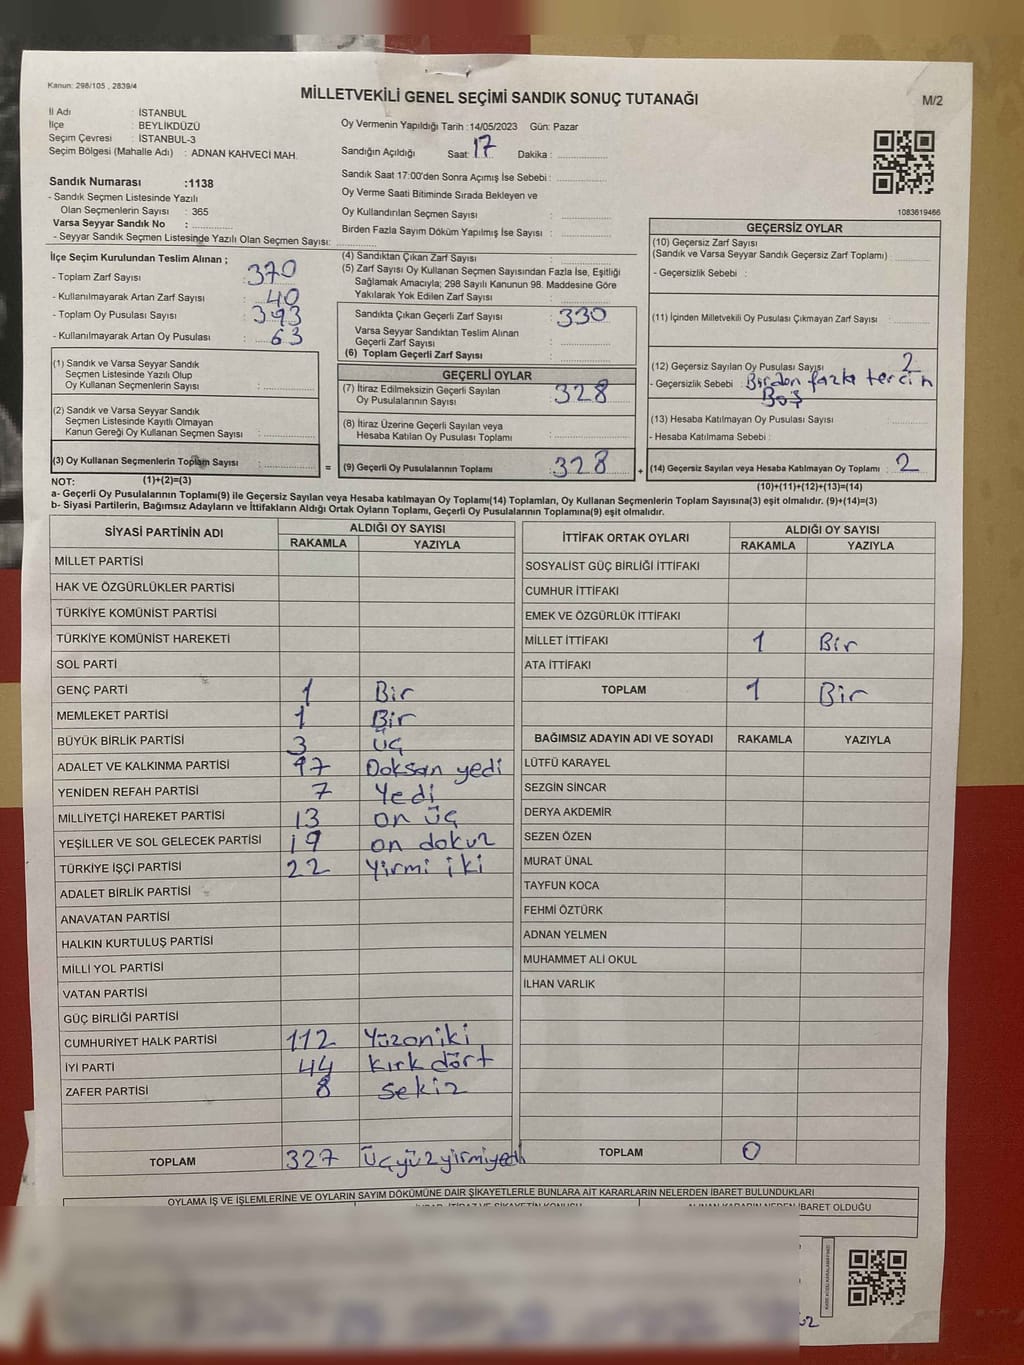 Kanun: 298/105 , 2839/4
MİLLETVEKİLİ GENEL SEÇİMİ SANDIK SONUÇ TUTANAĞI
M/2
İl Adı : İSTANBUL
İlçe : BEYLİKDÜZÜ
Seçim Çevresi : İSTANBUL-3
Seçim Bölgesi (Mahalle Adı) : ADNAN KAHVECİ MAH.
Sandık Numarası :1138
- Sandık Seçmen Listesinde Yazılı
Olan Seçmenlerin Sayısı : 365
Varsa Seyyar Sandık No :
- Seyyar Sandık Seçmen Listesinde Yazılı Olan Seçmen Sayısı:
Oy Vermenin Yapıldığı Tarih :14/05/2023 Gün: Pazar
Sandığın Açıldığı Saat: 17 Dakika :
Sandık Saat 17:00'den Sonra Açımış İse Sebebi :
Oy Verme Saati Bitiminde Sırada Bekleyen ve
Oy Kullandırılan Seçmen Sayısı :
Birden Fazla Sayım Döküm Yapılmış İse Sayısı :
1083619466
İlçe Seçim Kurulundan Teslim Alınan ;
- Toplam Zarf Sayısı : 370
- Kullanılmayarak Artan Zarf Sayısı : 40
- Toplam Oy Pusulası Sayısı : 393
- Kullanılmayarak Artan Oy Pusulası : 63
(1) Sandık ve Varsa Seyyar Sandık
Seçmen Listesinde Yazılı Olup
Oy Kullanan Seçmenlerin Sayısı :
(2) Sandık ve Varsa Seyyar Sandık
Seçmen Listesinde Kayıtlı Olmayan
Kanun Gereği Oy Kullanan Seçmen Sayısı :
(3) Oy Kullanan Seçmenlerin Toplam Sayısı :
(1)+(2)=(3)
(4) Sandıktan Çıkan Zarf Sayısı :
(5) Zarf Sayısı Oy Kullanan Seçmen Sayısından Fazla İse, Eşitliği
Sağlamak Amacıyla; 298 Sayılı Kanunun 98. Maddesine Göre
Yakılarak Yok Edilen Zarf Sayısı :
Sandıkta Çıkan Geçerli Zarf Sayısı : 330
Varsa Seyyar Sandıktan Teslim Alınan
Geçerli Zarf Sayısı :
(6) Toplam Geçerli Zarf Sayısı :
GEÇERLİ OYLAR
(7) İtiraz Edilmeksizin Geçerli Sayılan
Oy Pusulalarının Sayısı : 328
(8) İtiraz Üzerine Geçerli Sayılan veya
Hesaba Katılan Oy Pusulası Toplamı :
= (9) Geçerli Oy Pusulalarının Toplamı : 328 +
GEÇERSİZ OYLAR
(10) Geçersiz Zarf Sayısı
(Sandık ve Varsa Seyyar Sandık Geçersiz Zarf Toplamı) :
- Geçersizlik Sebebi :
(11) İçinden Milletvekili Oy Pusulası Çıkmayan Zarf Sayısı :
(12) Geçersiz Sayılan Oy Pusulası Sayısı : 2
- Geçersizlik Sebebi : Birden fazla tercih
Boş
(13) Hesaba Katılmayan Oy Pusulası Sayısı :
- Hesaba Katılmama Sebebi :
(14) Geçersiz Sayılan veya Hesaba Katılmayan Oy Toplamı : 2
(10)+(11)+(12)+(13)=(14)
NOT:
a- Geçerli Oy Pusulalarının Toplamı(9) ile Geçersiz Sayılan veya Hesaba katılmayan Oy Toplamı(14) Toplamları, Oy Kullanan Seçmenlerin Toplam Sayısına(3) eşit olmalıdır. (9)+(14)=(3)
b- Siyasi Partilerin, Bağımsız Adayların ve İttifakların Aldığı Ortak Oyların Toplamı, Geçerli Oy Pusulalarının Toplamına(9) eşit olmalıdır.
SİYASİ PARTİNİN ADI ALDIĞI OY SAYISI
RAKAMLA YAZIYLA
MİLLET PARTİSİ
HAK VE ÖZGÜRLÜKLER PARTİSİ
TÜRKİYE KOMÜNİST PARTİSİ
TÜRKİYE KOMÜNİST HAREKETİ
SOL PARTİ
GENÇ PARTİ 1 Bir
MEMLEKET PARTİSİ 1 Bir
BÜYÜK BİRLİK PARTİSİ 3 üç
ADALET VE KALKINMA PARTİSİ 97 Doksan yedi
YENİDEN REFAH PARTİSİ 7 Yedi
MİLLİYETÇİ HAREKET PARTİSİ 13 on üç
YEŞİLLER VE SOL GELECEK PARTİSİ 19 on dokuz
TÜRKİYE İŞÇİ PARTİSİ 22 Yirmi iki
ADALET BİRLİK PARTİSİ
ANAVATAN PARTİSİ
HALKIN KURTULUŞ PARTİSİ
MİLLİ YOL PARTİSİ
VATAN PARTİSİ
GÜÇ BİRLİĞİ PARTİSİ
CUMHURİYET HALK PARTİSİ 112 Yüzoniki
İYİ PARTİ 44 kırk dört
ZAFER PARTİSİ 8 sekiz
TOPLAM 327 Üçyüzyirmiyedi
İTTİFAK ORTAK OYLARI ALDIĞI OY SAYISI
RAKAMLA YAZIYLA
SOSYALİST GÜÇ BİRLİĞİ İTTİFAKI
CUMHUR İTTİFAKI
EMEK VE ÖZGÜRLÜK İTTİFAKI
MİLLET İTTİFAKI 1 Bir
ATA İTTİFAKI
TOPLAM 1 Bir
BAĞIMSIZ ADAYIN ADI VE SOYADI RAKAMLA YAZIYLA
LÜTFÜ KARAYEL
SEZGİN SİNCAR
DERYA AKDEMİR
SEZEN ÖZEN
MURAT ÜNAL
TAYFUN KOCA
FEHMİ ÖZTÜRK
ADNAN YELMEN
MUHAMMET ALİ OKUL
İLHAN VARLIK
TOPLAM 0
OYLAMA İŞ VE İŞLEMLERİNE VE OYLARIN SAYIM DÖKÜMÜNE DAİR ŞİKAYETLERLE BUNLARA AİT KARARLARIN NELERDEN İBARET BULUNDUKLARI
İBARET OLDUĞU